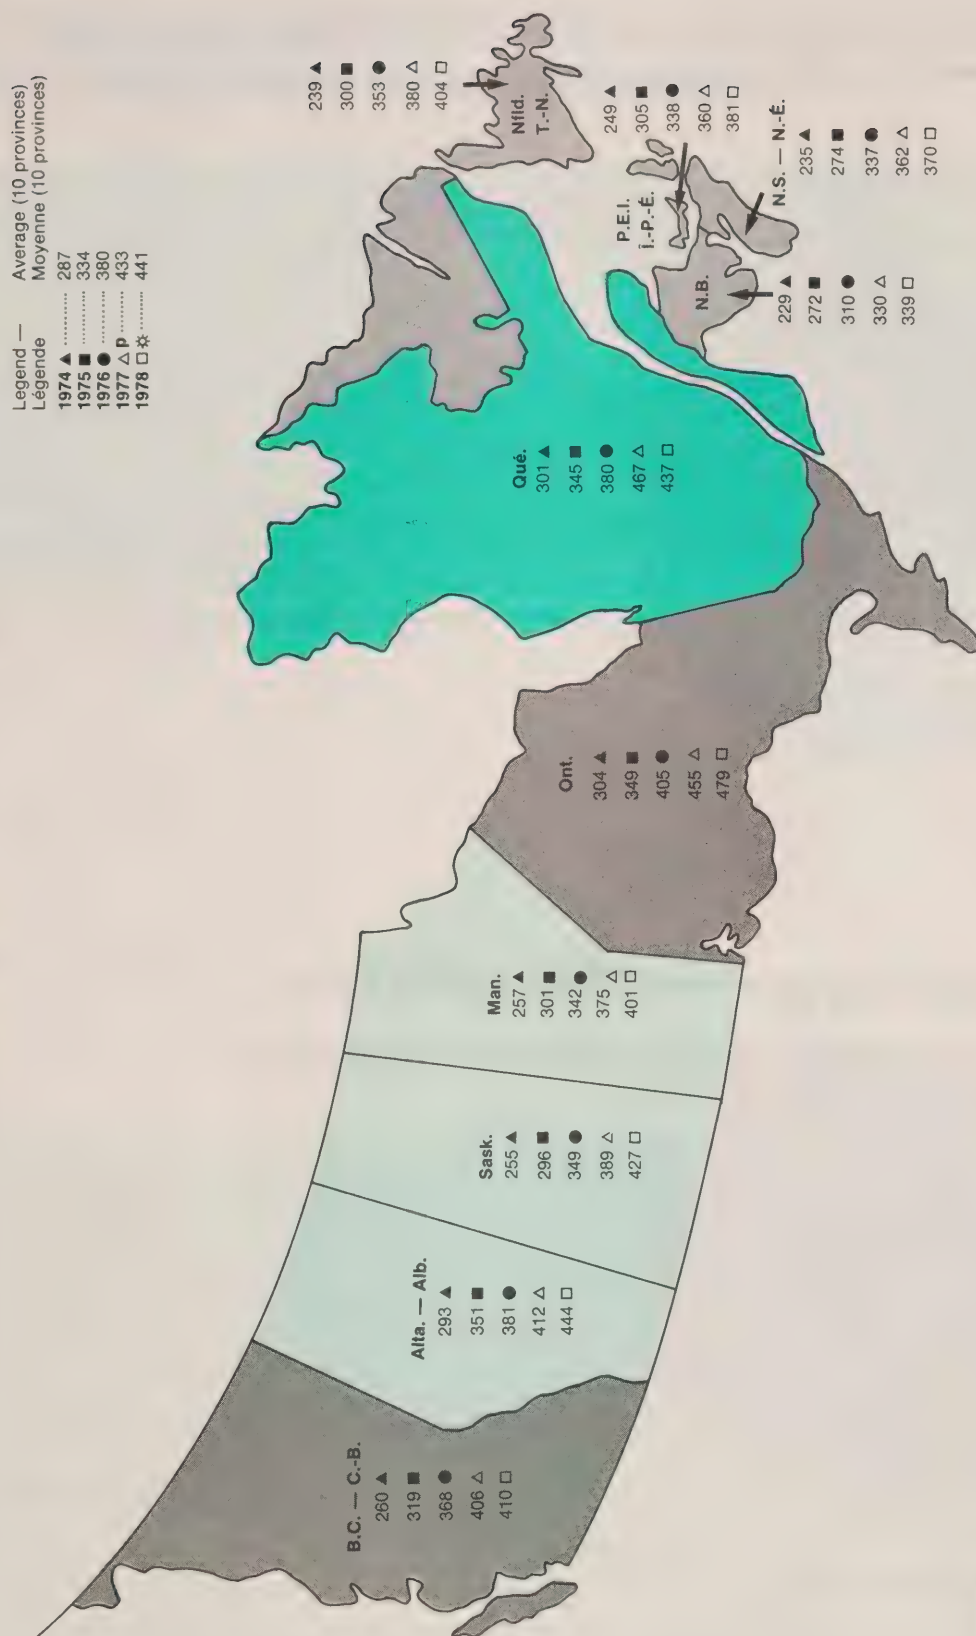 Legend — Average (10 provinces)
Légende Moyenne (10 provinces)
1974 ▲ ......... 287
1975 ■ ......... 334
1976 ● ......... 380
1977 △ p ......... 433
1978 □ ☼ ......... 441
B.C. — C.-B.
260 ▲
319 ■
368 ●
406 △
410 □
Alta. — Alb.
293 ▲
351 ■
381 ●
412 △
444 □
Sask.
255 ▲
296 ■
349 ●
389 △
427 □
Man.
257 ▲
301 ■
342 ●
375 △
401 □
Ont.
304 ▲
349 ■
405 ●
455 △
479 □
Qué.
301 ▲
345 ■
380 ●
467 △
437 □
N.B.
229 ▲
272 ■
310 ●
330 △
339 □
P.E.I.
Î.-P.-É.
249 ▲
305 ■
338 ●
360 △
381 □
N.S. — N.-É.
235 ▲
274 ■
337 ●
362 △
370 □
Nfld.
T.-N.
239 ▲
300 ■
353 ●
380 △
404 □